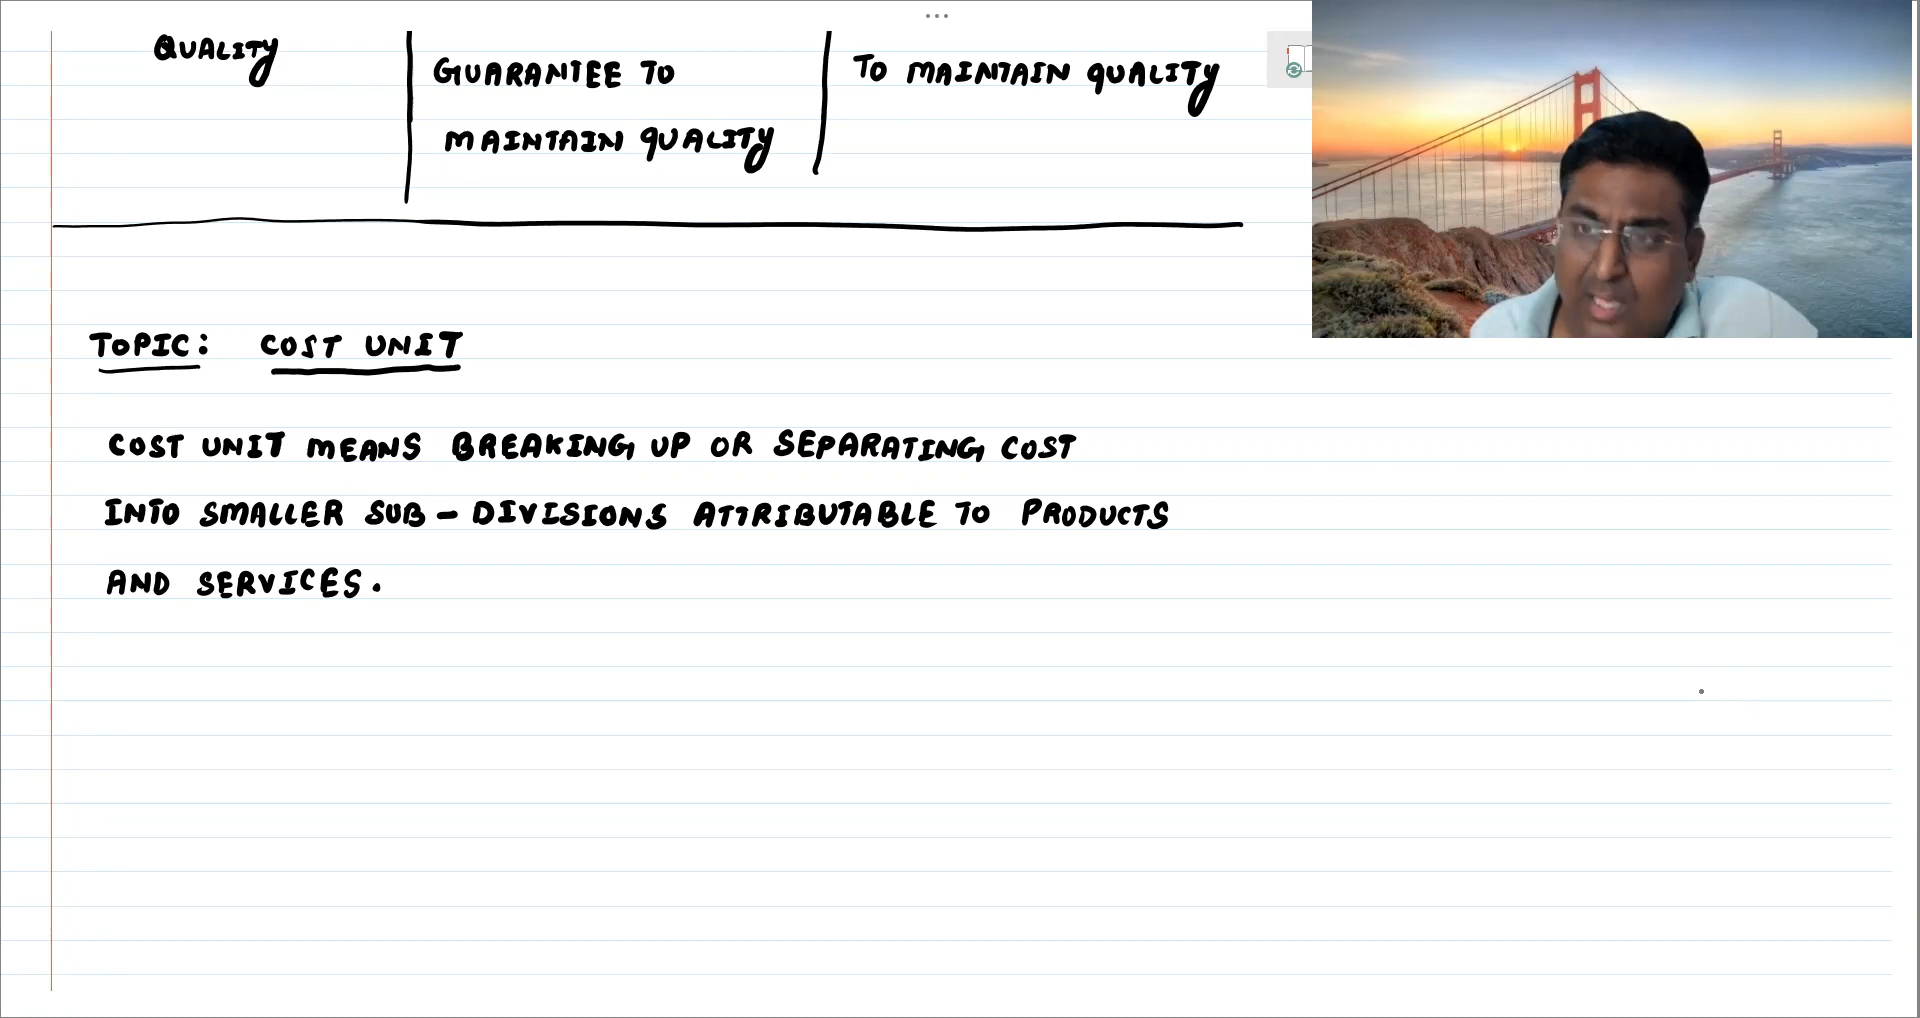 QUALITY
GUARANTEE TO
MAINTAIN QUALITY
TO MAINTAIN QUALITY
TOPIC: COST UNIT
COST UNIT MEANS BREAKING UP OR SEPARATING COST
INTO SMALLER SUB - DIVISIONS ATTRIBUTABLE TO PRODUCTS
AND SERVICES.